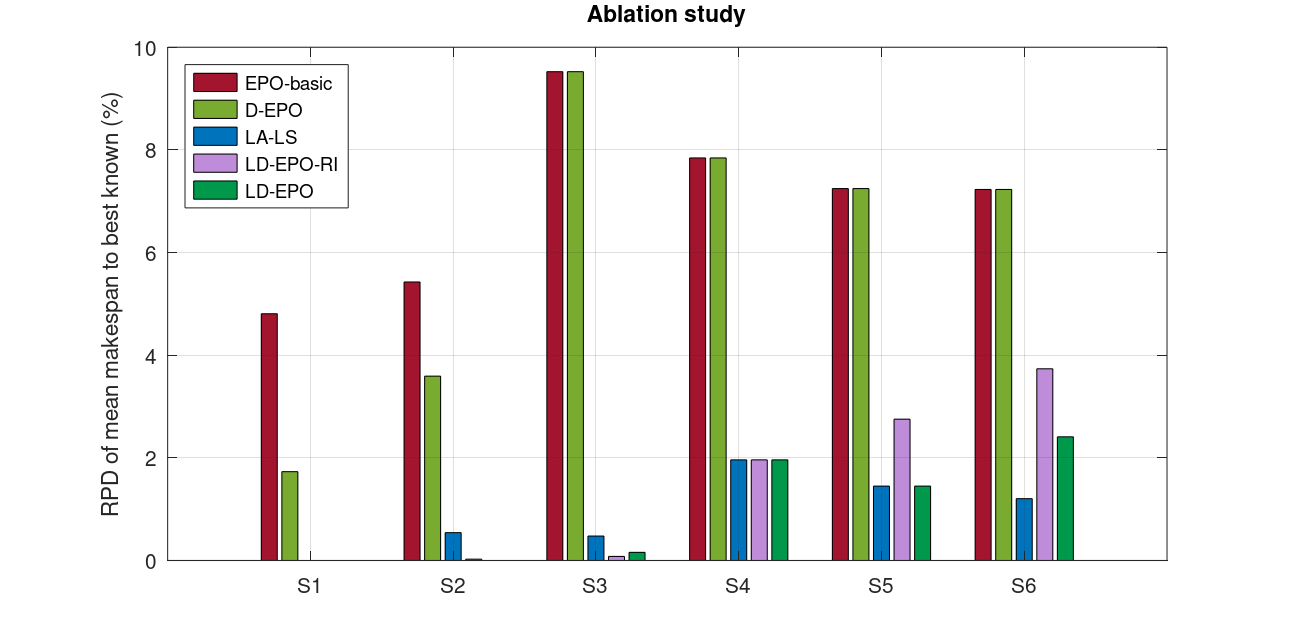 Ablation study
RPD of mean makespan to best known (%)
10
8
6
4
2
0
EPO-basic
D-EPO
LA-LS
LD-EPO-RI
LD-EPO
S1 S2 S3 S4 S5 S6